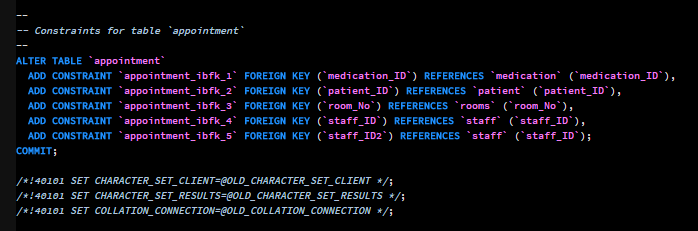 --
-- Constraints for table `appointment`
--
ALTER TABLE `appointment`
  ADD CONSTRAINT `appointment_ibfk_1` FOREIGN KEY (`medication_ID`) REFERENCES `medication` (`medication_ID`),
  ADD CONSTRAINT `appointment_ibfk_2` FOREIGN KEY (`patient_ID`) REFERENCES `patient` (`patient_ID`),
  ADD CONSTRAINT `appointment_ibfk_3` FOREIGN KEY (`room_No`) REFERENCES `rooms` (`room_No`),
  ADD CONSTRAINT `appointment_ibfk_4` FOREIGN KEY (`staff_ID`) REFERENCES `staff` (`staff_ID`),
  ADD CONSTRAINT `appointment_ibfk_5` FOREIGN KEY (`staff_ID2`) REFERENCES `staff` (`staff_ID`);
COMMIT;

/*!40101 SET CHARACTER_SET_CLIENT=@OLD_CHARACTER_SET_CLIENT */;
/*!40101 SET CHARACTER_SET_RESULTS=@OLD_CHARACTER_SET_RESULTS */;
/*!40101 SET COLLATION_CONNECTION=@OLD_COLLATION_CONNECTION */;